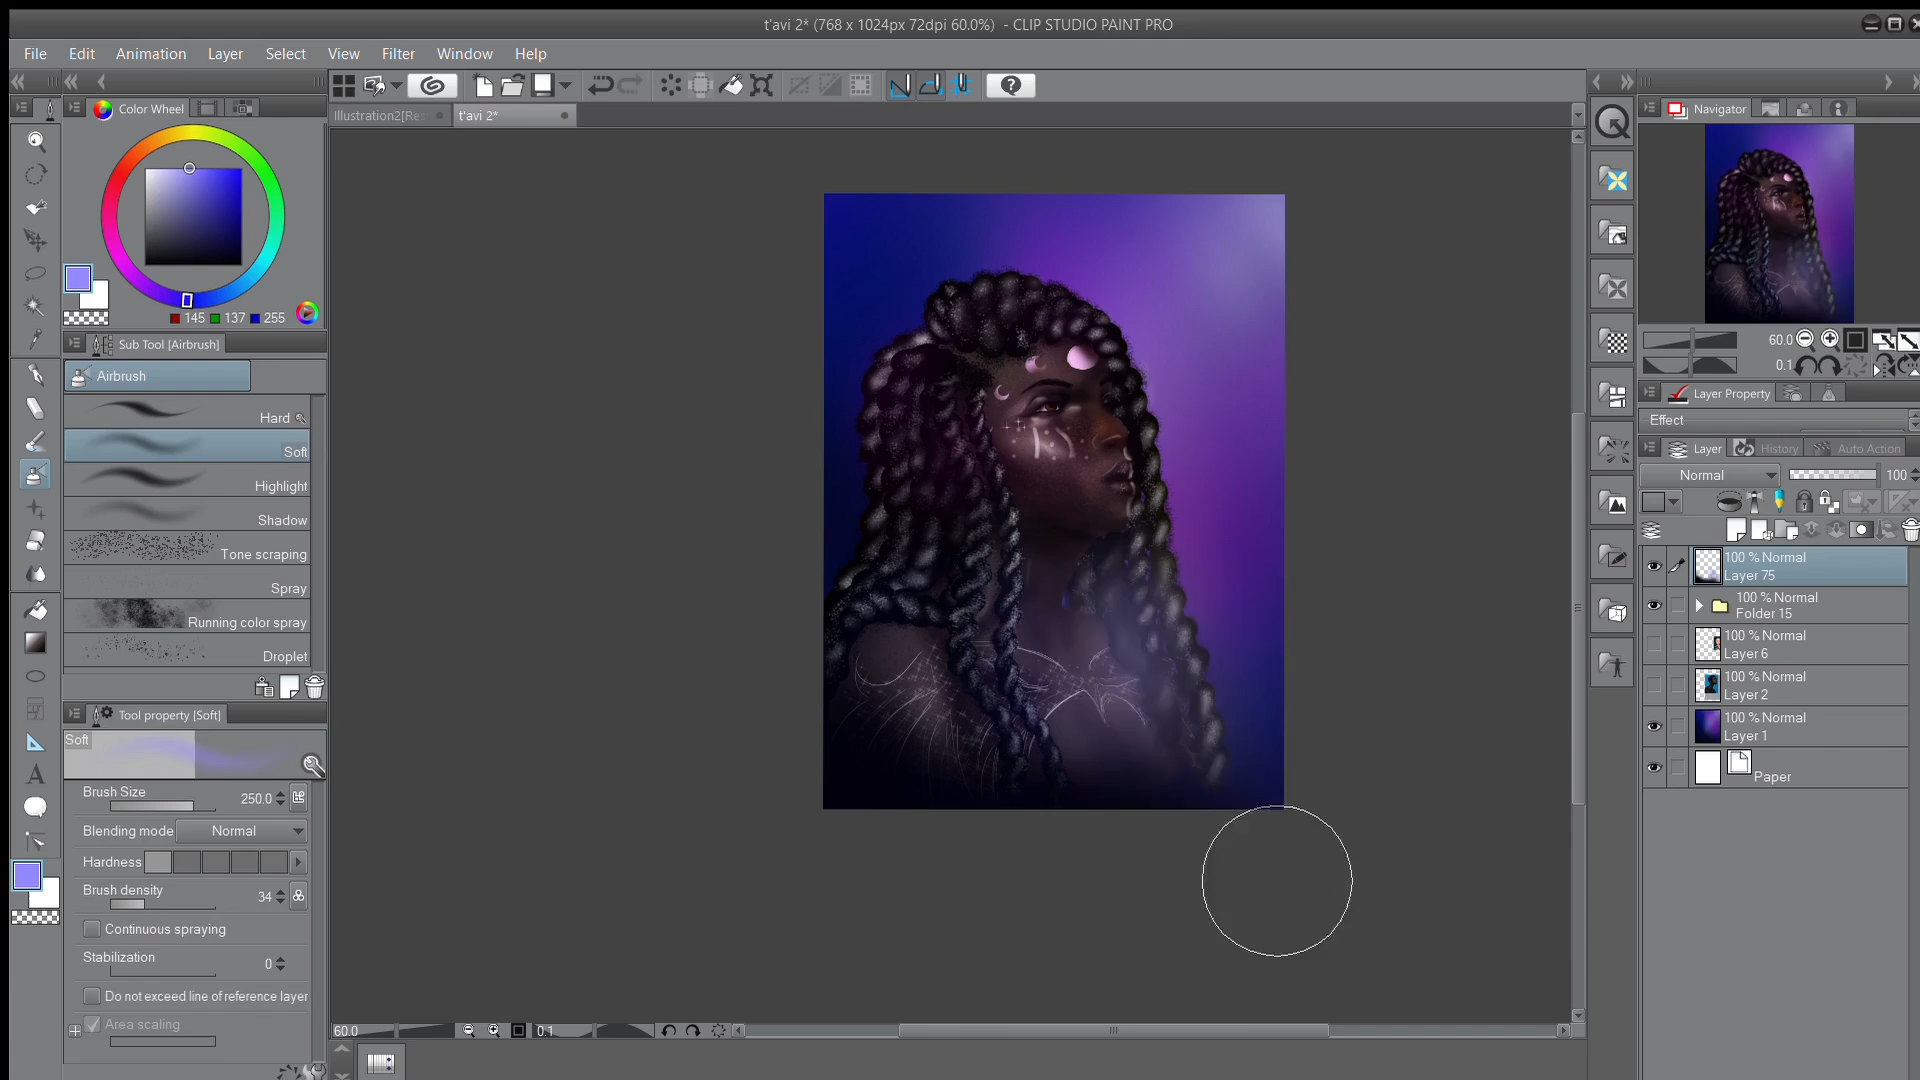 t'avi 2* (768 x 1024px 72dpi 60.0%) - CLIP STUDIO PAINT PRO
File Edit Animation Layer Select View Filter Window Help
Color Wheel
Illustration2[Res
t'avi 2*
Navigator
145 137 255
Sub Tool [Airbrush]
Airbrush
Hard
Soft
Highlight
Shadow
Tone scraping
Spray
Running color spray
Droplet
Tool property [Soft]
Soft
Brush Size 250.0
Blending mode Normal
Hardness
Brush density 34
Continuous spraying
Stabilization 0
Do not exceed line of reference layer
Area scaling
60.0 0.1
60.0
0.1
Layer Property
Effect
Layer History Auto Action
Normal 100
100 % Normal
Layer 75
100 % Normal
Folder 15
100 % Normal
Layer 6
100 % Normal
Layer 2
100 % Normal
Layer 1
Paper